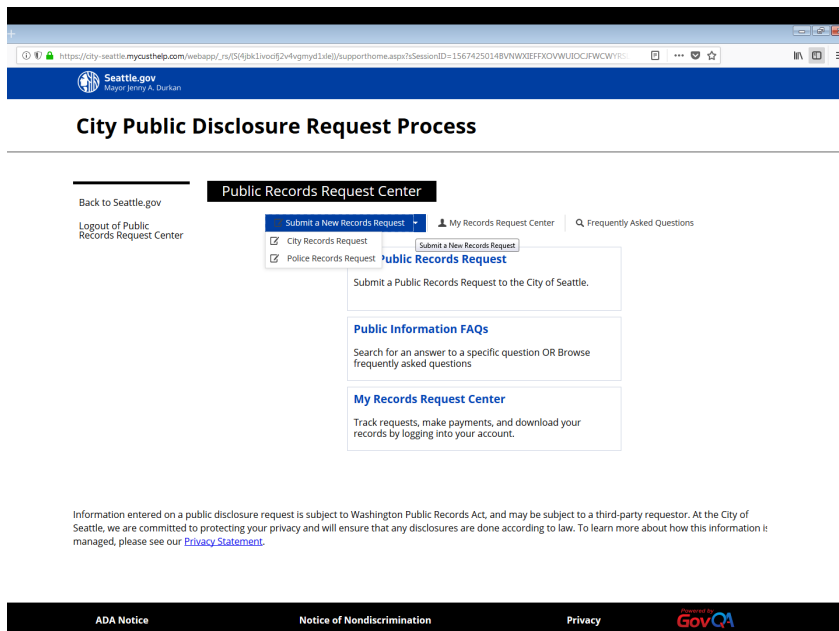 https://city-seattle.mycusthelp.com/webapp/_rs/(S(4jbk1ivocifj2v4vgmyd1xle))/supporthome.aspx?sSessionID=1567425014BVNWXIEFFXOVWUIOCJFWCWYRS
Seattle.gov
Mayor Jenny A. Durkan
City Public Disclosure Request Process
Public Records Request Center
Back to Seattle.gov
Logout of Public
Records Request Center
Submit a New Records Request
My Records Request Center
Frequently Asked Questions
City Records Request
Police Records Request
Submit a New Records Request
Public Records Request
Submit a Public Records Request to the City of Seattle.
Public Information FAQs
Search for an answer to a specific question OR Browse
frequently asked questions
My Records Request Center
Track requests, make payments, and download your
records by logging into your account.
Information entered on a public disclosure request is subject to Washington Public Records Act, and may be subject to a third-party requestor. At the City of
Seattle, we are committed to protecting your privacy and will ensure that any disclosures are done according to law. To learn more about how this information is
managed, please see our Privacy Statement.
ADA Notice
Notice of Nondiscrimination
Privacy
Powered by
GovQA